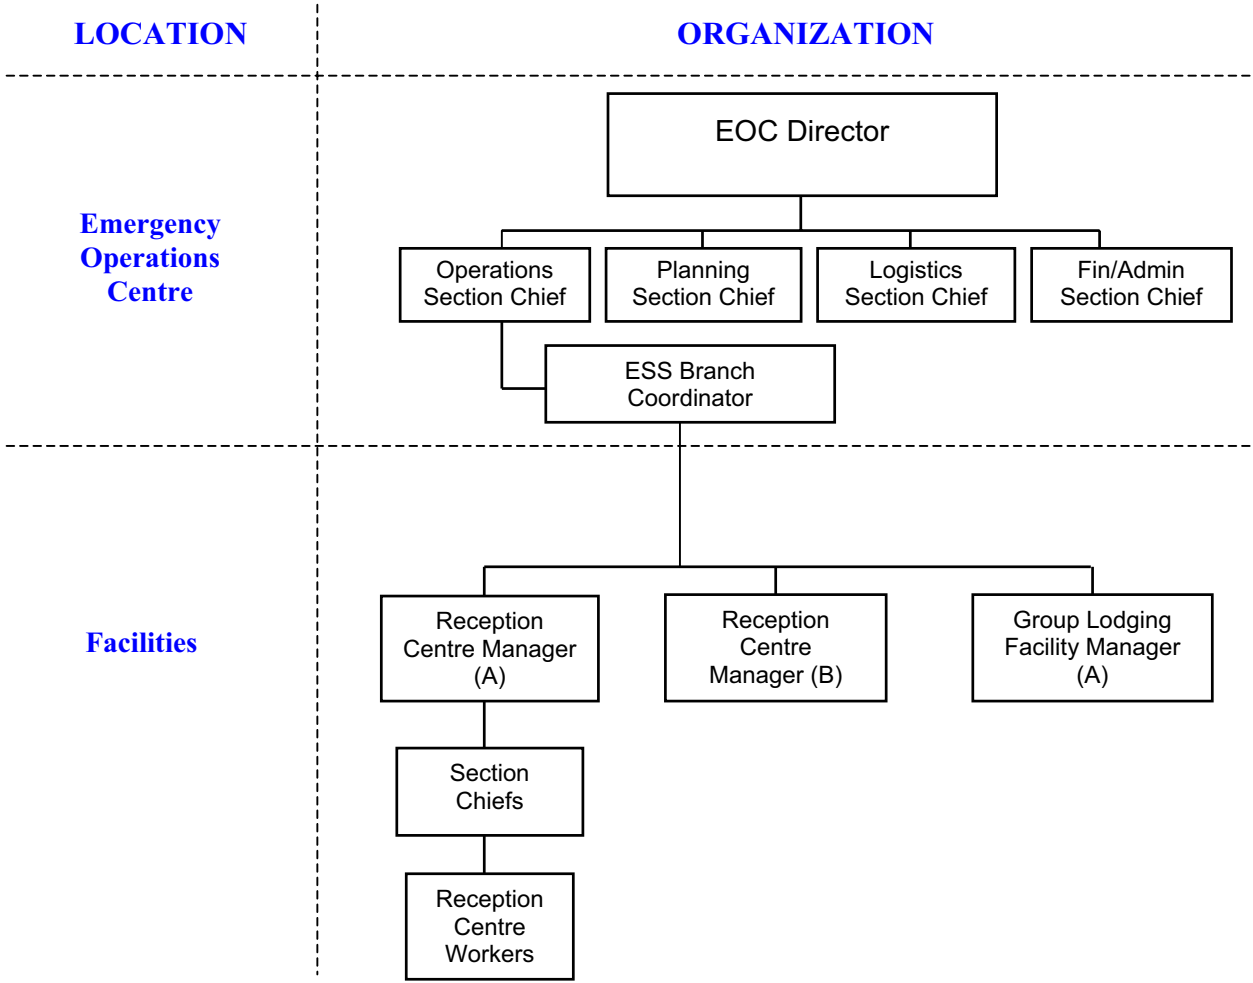 LOCATION
ORGANIZATION
EOC Director
Emergency
Operations
Centre
Operations
Section Chief
Planning
Section Chief
Logistics
Section Chief
Fin/Admin
Section Chief
ESS Branch
Coordinator
Facilities
Reception
Centre Manager
(A)
Reception
Centre
Manager (B)
Group Lodging
Facility Manager
(A)
Section
Chiefs
Reception
Centre
Workers